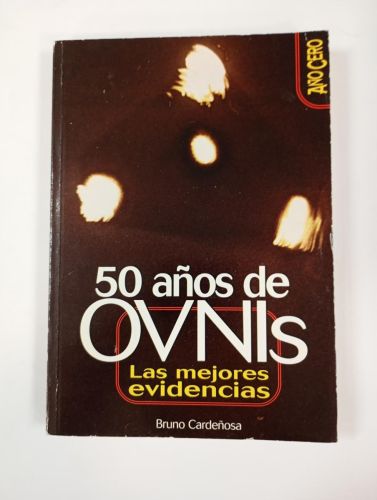 AÑO CERO
50 años de
OVNIs
Las mejores
evidencias
Bruno Cardeñosa